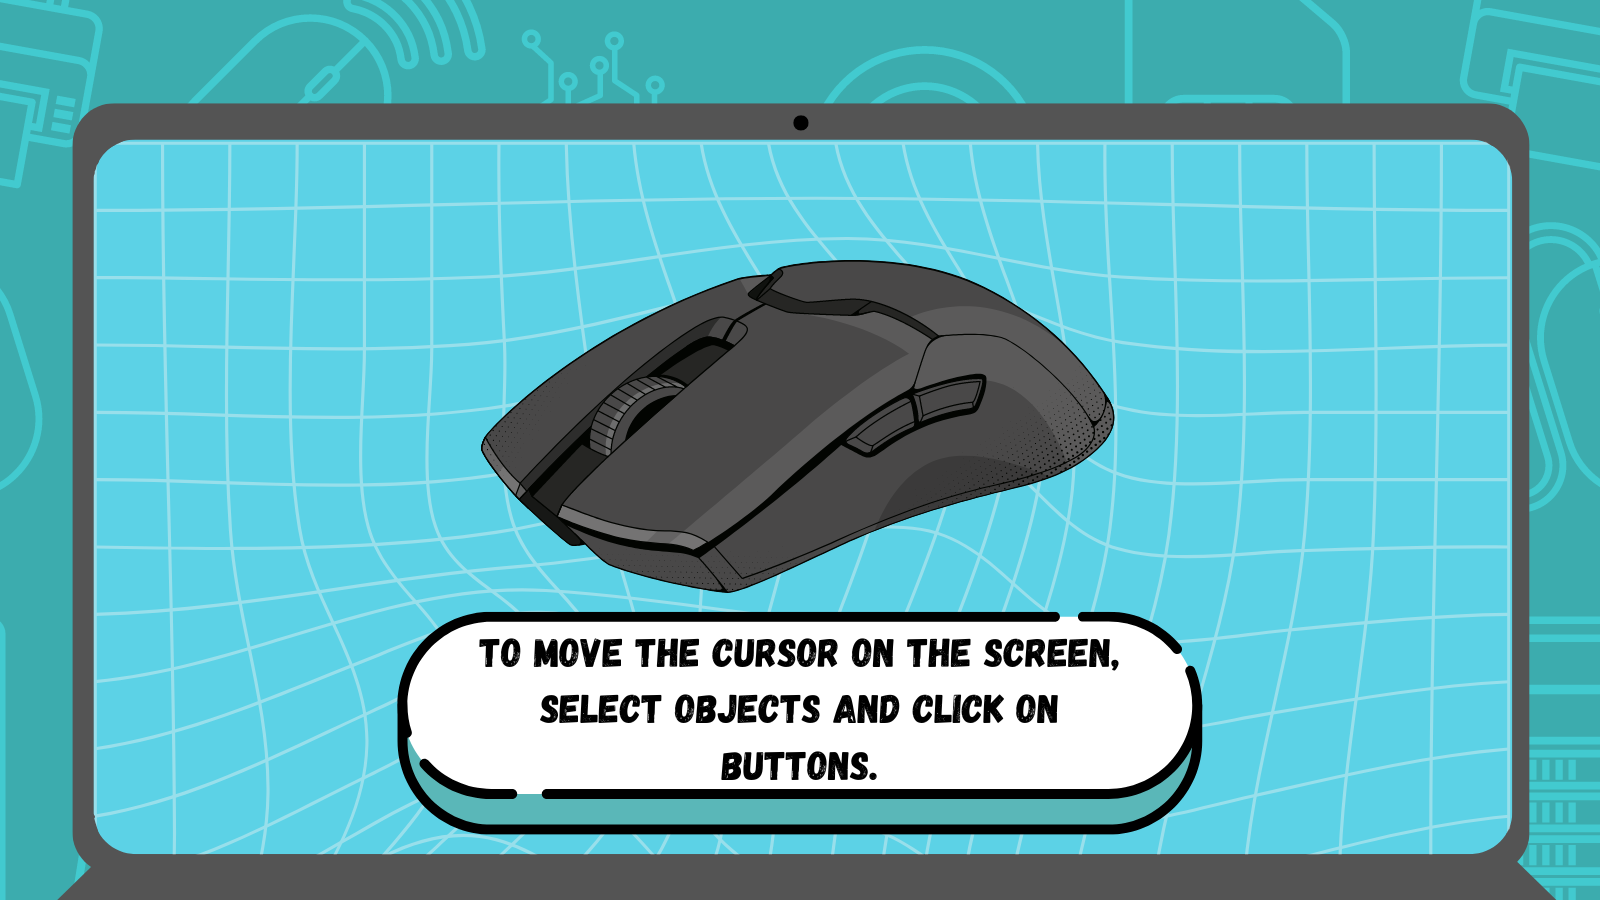 TO MOVE THE CURSOR ON THE SCREEN,
SELECT OBJECTS AND CLICK ON
BUTTONS.